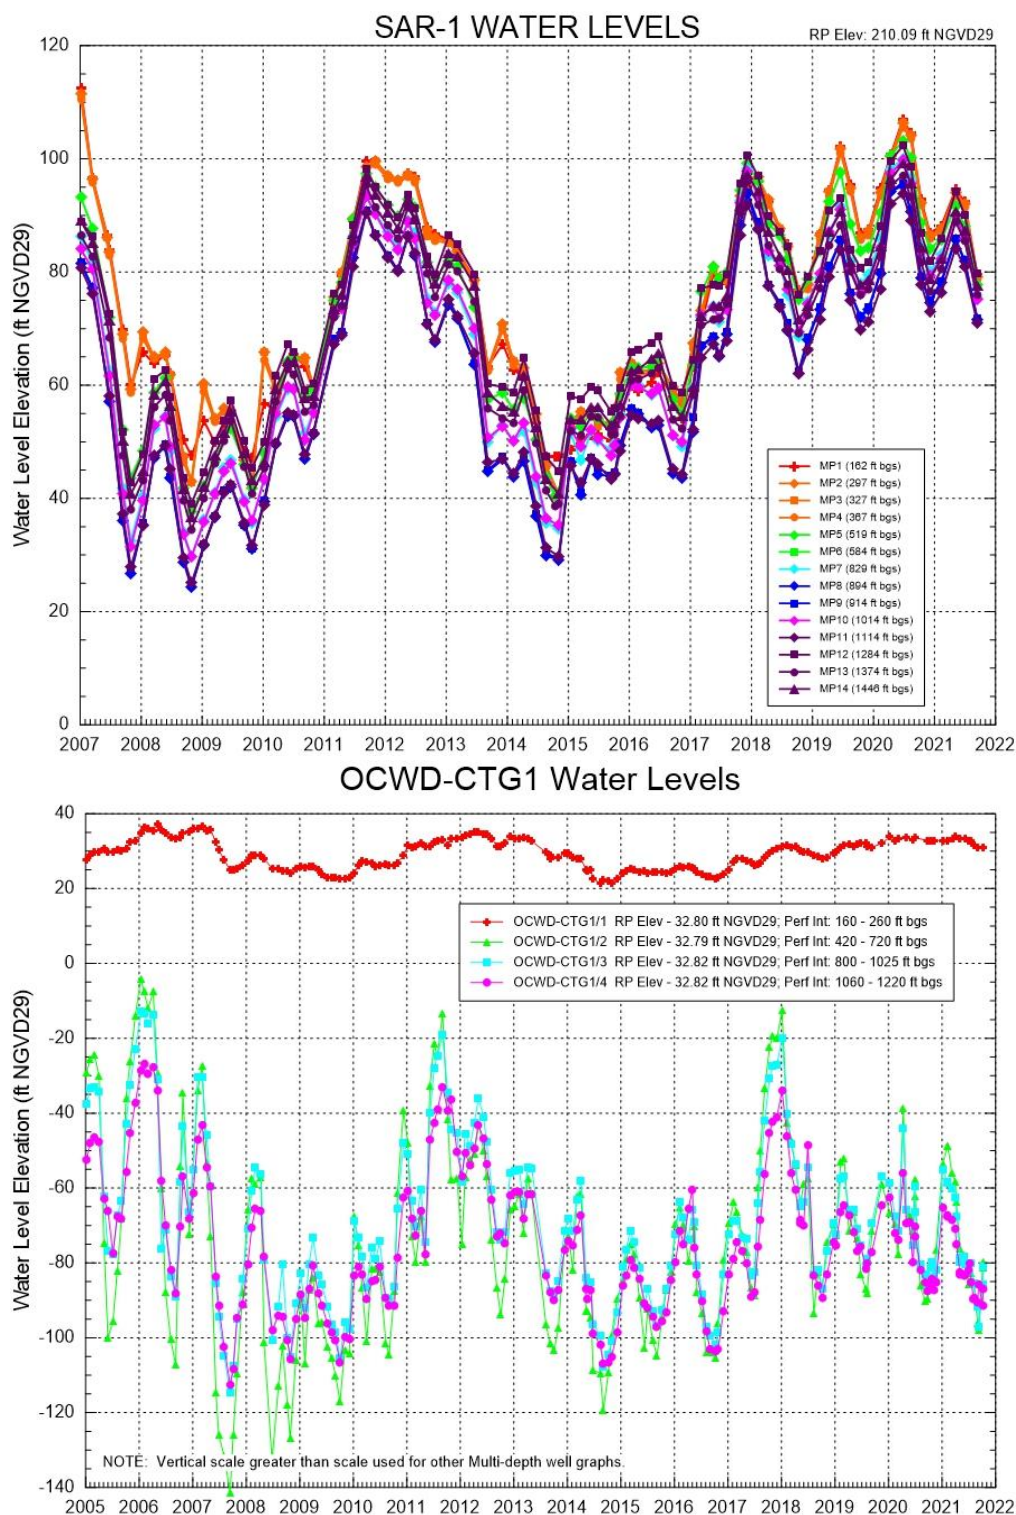 SAR-1 WATER LEVELS
RP Elev: 210.09 ft NGVD29
Water Level Elevation (ft NGVD29)
120
100
80
60
40
20
0
MP1 (162 ft bgs)
MP2 (297 ft bgs)
MP3 (327 ft bgs)
MP4 (367 ft bgs)
MP5 (519 ft bgs)
MP6 (584 ft bgs)
MP7 (829 ft bgs)
MP8 (894 ft bgs)
MP9 (914 ft bgs)
MP10 (1014 ft bgs)
MP11 (1114 ft bgs)
MP12 (1284 ft bgs)
MP13 (1374 ft bgs)
MP14 (1446 ft bgs)
2007 2008 2009 2010 2011 2012 2013 2014 2015 2016 2017 2018 2019 2020 2021 2022
OCWD-CTG1 Water Levels
Water Level Elevation (ft NGVD29)
40
20
0
-20
-40
-60
-80
-100
-120
-140
OCWD-CTG1/1 RP Elev - 32.80 ft NGVD29; Perf Int: 160 - 260 ft bgs
OCWD-CTG1/2 RP Elev - 32.79 ft NGVD29; Perf Int: 420 - 720 ft bgs
OCWD-CTG1/3 RP Elev - 32.82 ft NGVD29; Perf Int: 800 - 1025 ft bgs
OCWD-CTG1/4 RP Elev - 32.82 ft NGVD29; Perf Int: 1060 - 1220 ft bgs
NOTE: Vertical scale greater than scale used for other Multi-depth well graphs.
2005 2006 2007 2008 2009 2010 2011 2012 2013 2014 2015 2016 2017 2018 2019 2020 2021 2022